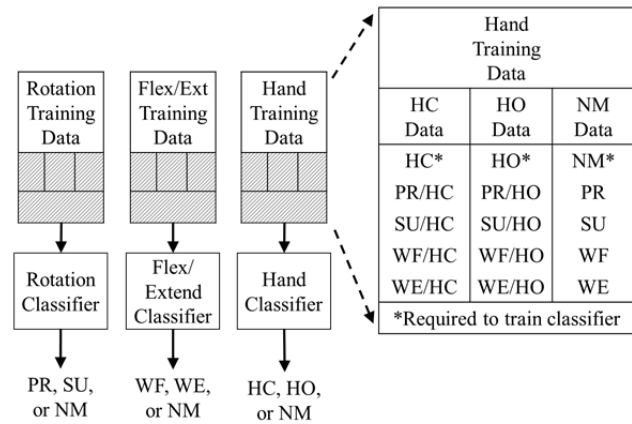 Rotation
Training
Data
Flex/Ext
Training
Data
Hand
Training
Data
Rotation
Classifier
Flex/
Extend
Classifier
Hand
Classifier
PR, SU,
or NM
WF, WE,
or NM
HC, HO,
or NM
Hand
Training
Data
HC
Data
HO
Data
NM
Data
HC* HO* NM*
PR/HC PR/HO PR
SU/HC SU/HO SU
WF/HC WF/HO WF
WE/HC WE/HO WE
*Required to train classifier